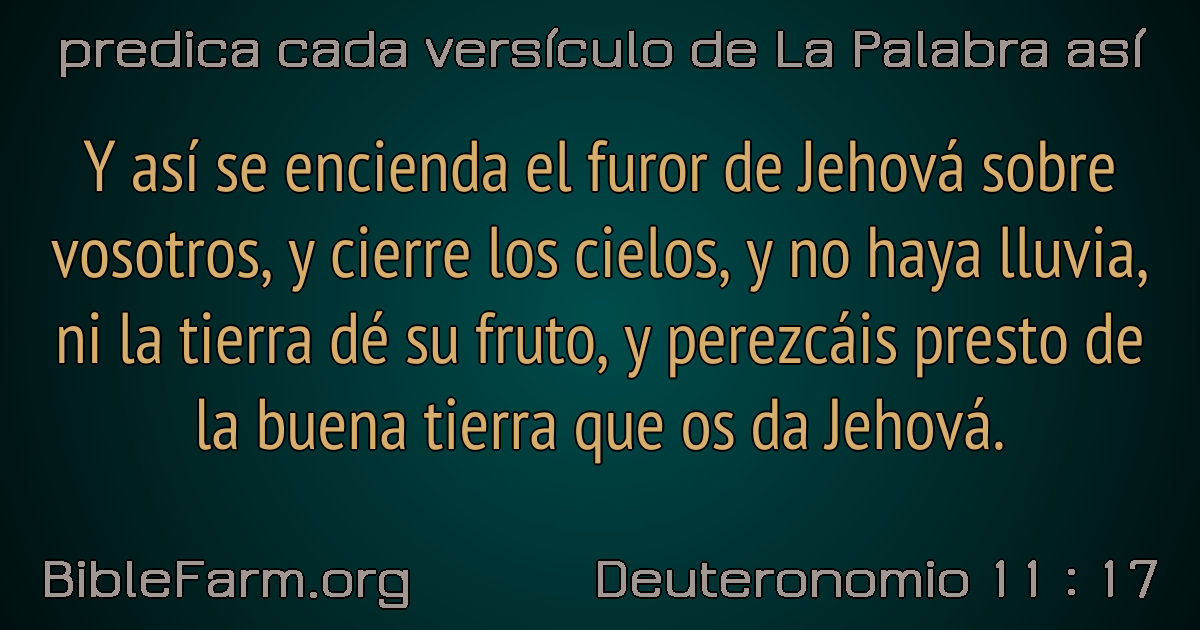 predica cada versículo de La Palabra así
Y así se encienda el furor de Jehová sobre
vosotros, y cierre los cielos, y no haya lluvia,
ni la tierra dé su fruto, y perezcáis presto de
la buena tierra que os da Jehová.
BibleFarm.org
Deuteronomio 11 : 17